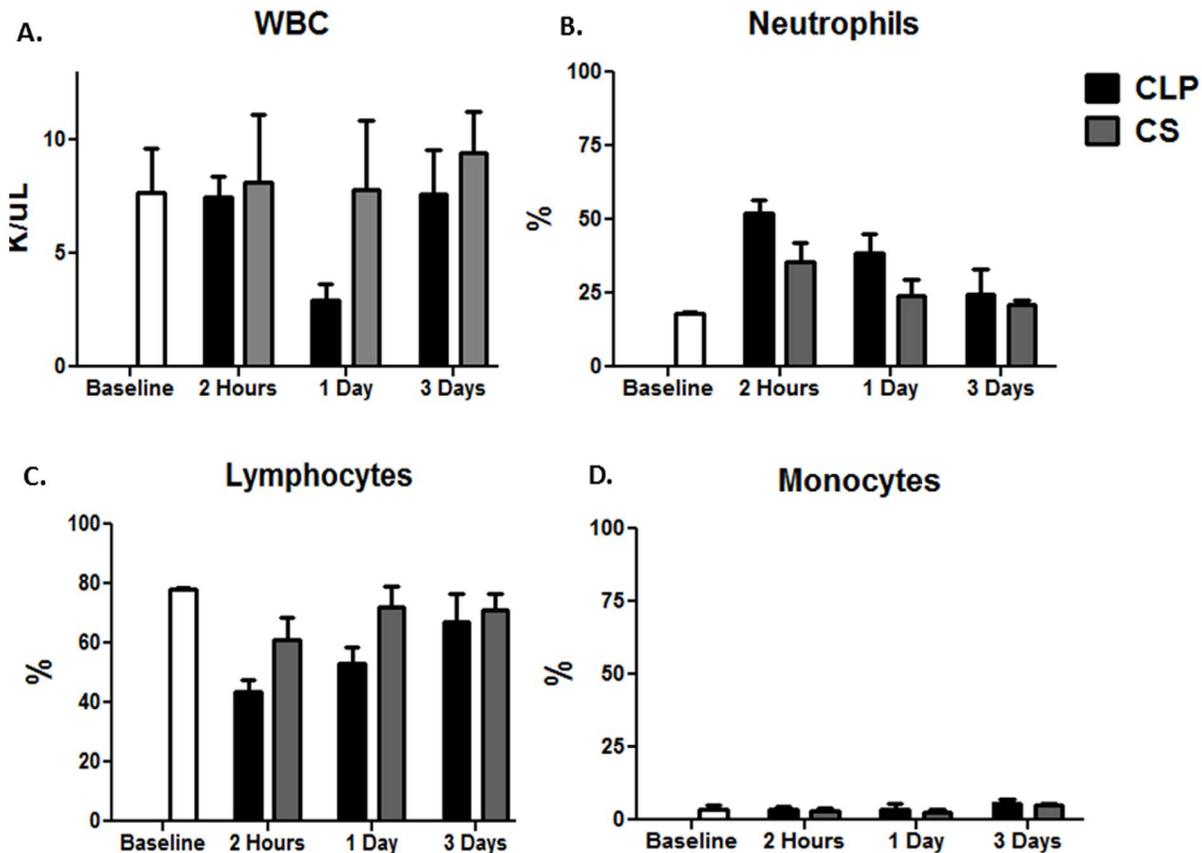 A.
WBC
K/uL
10
5
0
Baseline 2 Hours 1 Day 3 Days
B.
Neutrophils
%
100
75
50
25
0
Baseline 2 Hours 1 Day 3 Days
CLP
CS
C.
Lymphocytes
%
100
80
60
40
20
0
Baseline 2 Hours 1 Day 3 Days
D.
Monocytes
%
100
75
50
25
0
Baseline 2 Hours 1 Day 3 Days